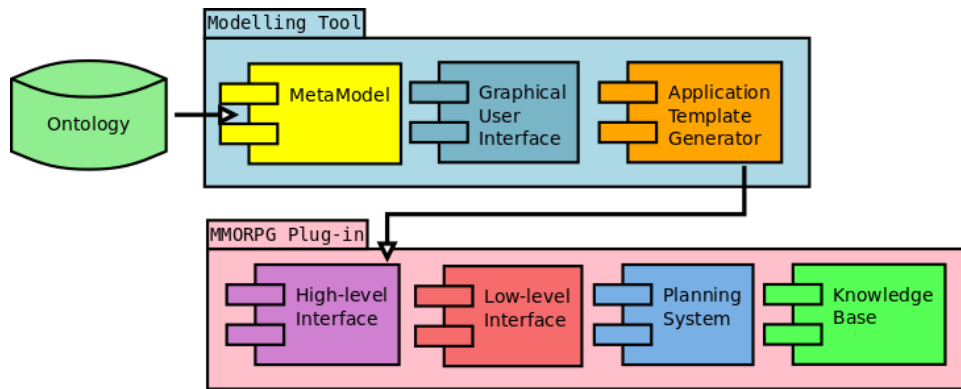 Modelling Tool
Ontology
MetaModel
Graphical
User
Interface
Application
Template
Generator
MMORPG Plug-in
High-level
Interface
Low-level
Interface
Planning
System
Knowledge
Base